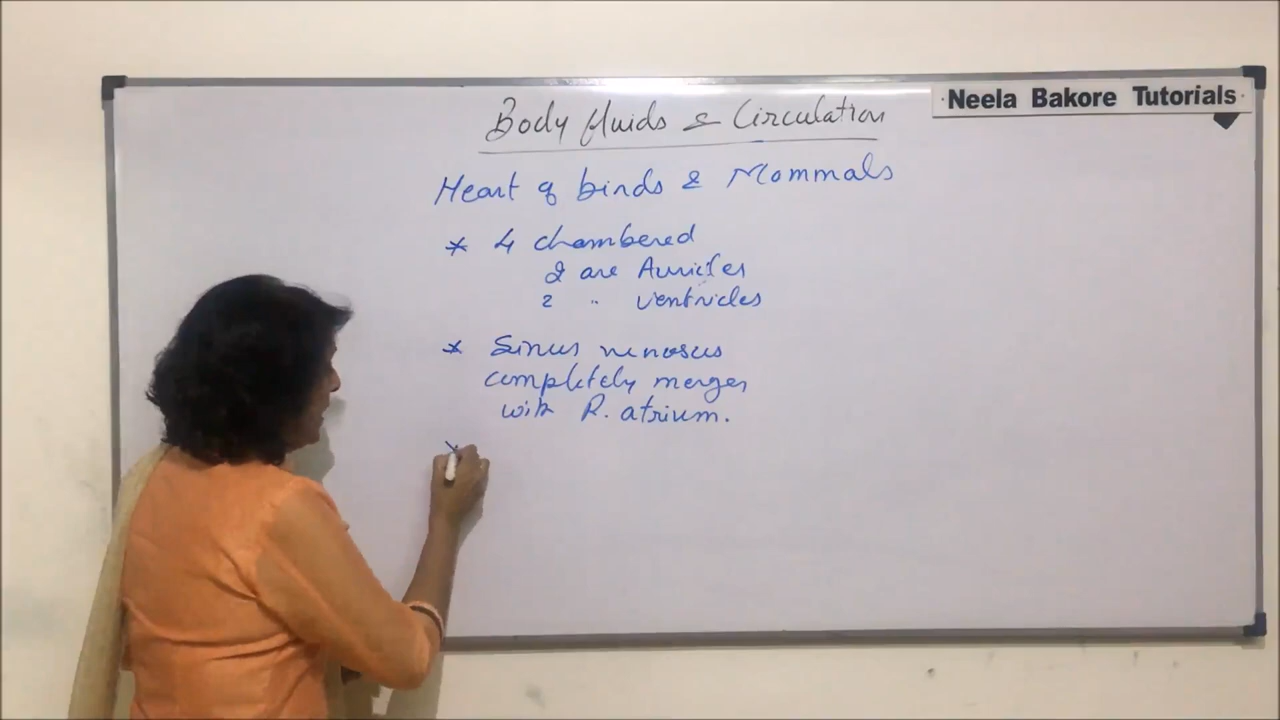 Neela Bakore Tutorials
Body fluids & Circulation
Heart of birds & Mammals
* 4 chambered
2 are Auricles
2 " ventricles
* Sinus venosus
completely merges
with R. atrium.
*